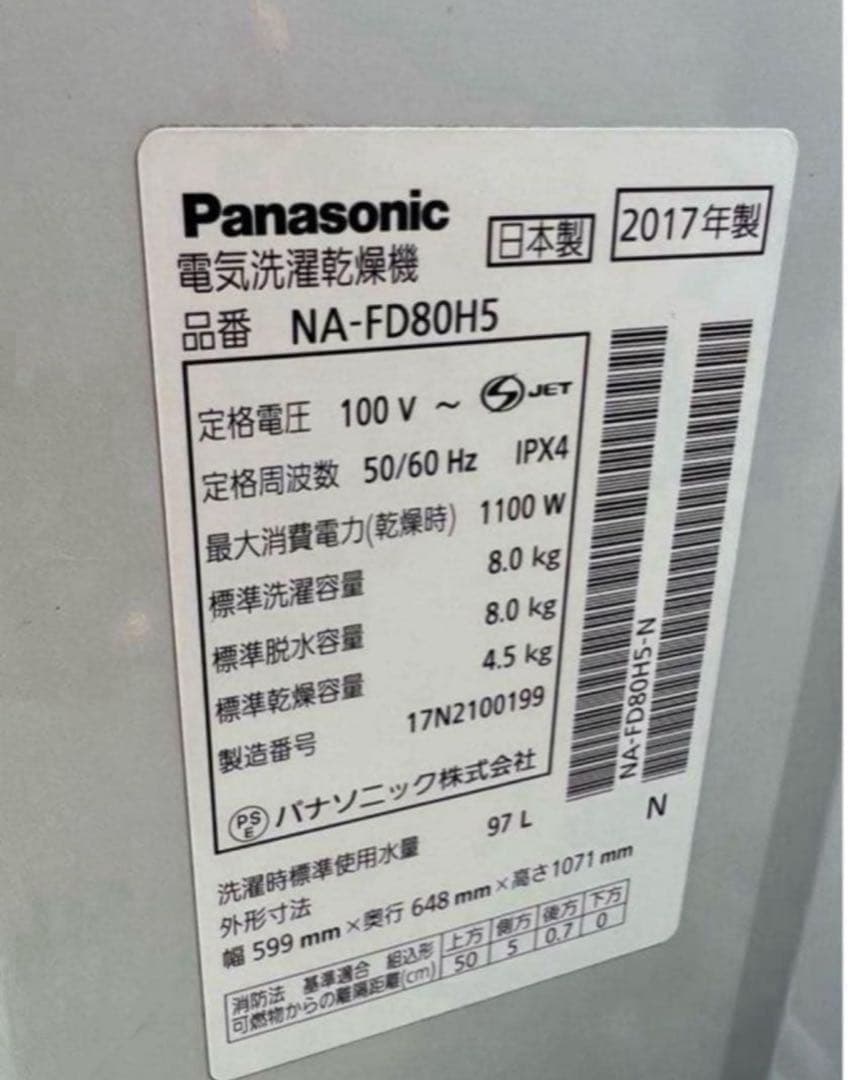 Panasonic
日本製
2017年製
電気洗濯乾燥機
品番 NA-FD80H5
定格電圧 100 V ~ S JET
定格周波数 50/60 Hz IPX4
最大消費電力(乾燥時) 1100 W
標準洗濯容量 8.0 kg
標準脱水容量 8.0 kg
標準乾燥容量 4.5 kg
製造番号 17N2100199
PS E パナソニック株式会社
NA-FD80H5-N
N
洗濯時標準使用水量 97 L
外形寸法
幅 599 mm×奥行 648 mm×高さ1071 mm
消防法 基準適合 組込形 上方 側方 後方 下方
可燃物からの離隔距離(cm) 50 5 0.7 0